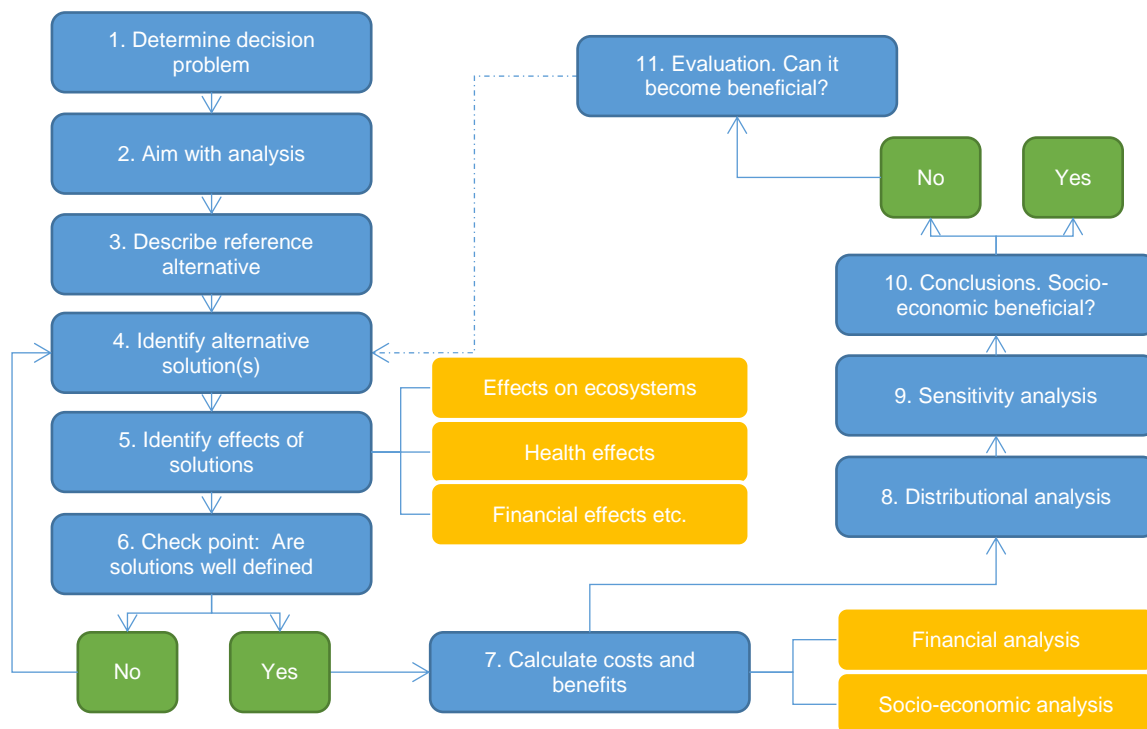 1. Determine decision
problem
2. Aim with analysis
3. Describe reference
alternative
4. Identify alternative
solution(s)
5. Identify effects of
solutions
Effects on ecosystems
Health effects
Financial effects etc.
6. Check point:  Are
solutions well defined
No
Yes
7. Calculate costs and
benefits
Financial analysis
Socio-economic analysis
8. Distributional analysis
9. Sensitivity analysis
10. Conclusions. Socio-
economic beneficial?
No
Yes
11. Evaluation. Can it
become beneficial?